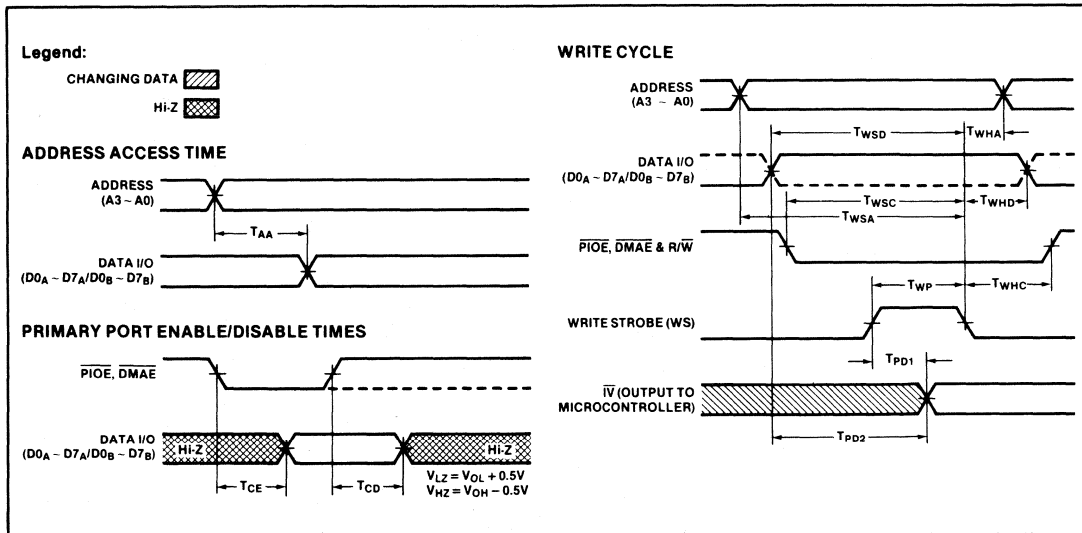 Legend:
CHANGING DATA
Hi-Z
ADDRESS ACCESS TIME
ADDRESS
(A3 ~ A0)
TAA
DATA I/O
(D0A ~ D7A/D0B ~ D7B)
PRIMARY PORT ENABLE/DISABLE TIMES
PIOE, DMAE
DATA I/O
(D0A ~ D7A/D0B ~ D7B)
Hi-Z
Hi-Z
TCE
TCD
VLZ = VOL + 0.5V
VHZ = VOH − 0.5V
WRITE CYCLE
ADDRESS
(A3 ~ A0)
TWSD
TWHA
DATA I/O
(D0A ~ D7A/D0B ~ D7B)
TWSC
TWHD
TWSA
PIOE, DMAE & R/W
TWP
TWHC
WRITE STROBE (WS)
TPD1
IV (OUTPUT TO
MICROCONTROLLER)
TPD2